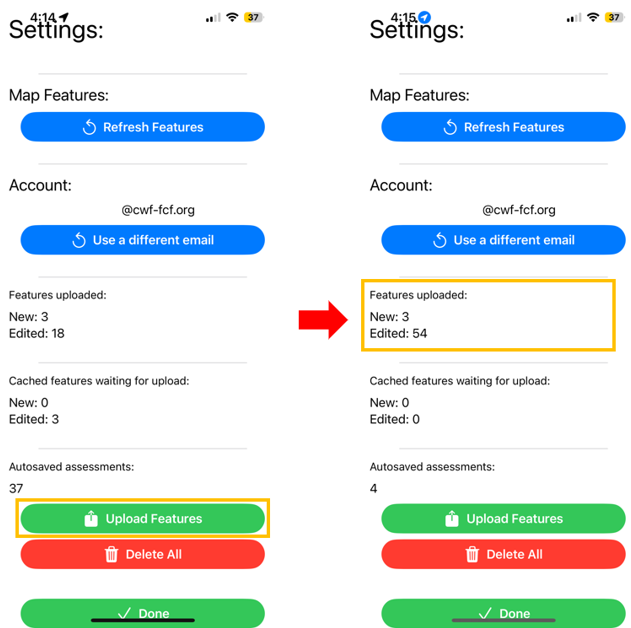 4:14
37
Settings:
Map Features:
Refresh Features
Account:
@cwf-fcf.org
Use a different email
Features uploaded:
New: 3
Edited: 18
Cached features waiting for upload:
New: 0
Edited: 3
Autosaved assessments:
37
Upload Features
Delete All
Done
4:15
37
Settings:
Map Features:
Refresh Features
Account:
@cwf-fcf.org
Use a different email
Features uploaded:
New: 3
Edited: 54
Cached features waiting for upload:
New: 0
Edited: 0
Autosaved assessments:
4
Upload Features
Delete All
Done